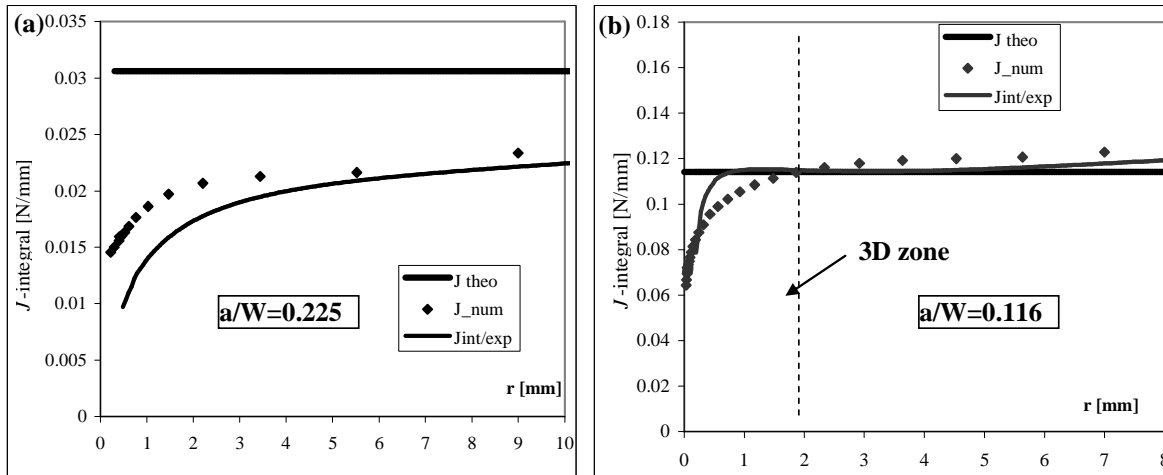 (a)
0.035
0.03
0.025
0.02
0.015
0.01
0.005
0
J-integral [N/mm]
J theo
J_num
Jint/exp
a/W=0.225
r [mm]
0 1 2 3 4 5 6 7 8 9 10
(b)
0.18
0.16
0.14
0.12
0.1
0.08
0.06
0.04
0.02
0
J-integral [N/mm]
J theo
J_num
Jint/exp
3D zone
a/W=0.116
r [mm]
0 1 2 3 4 5 6 7 8